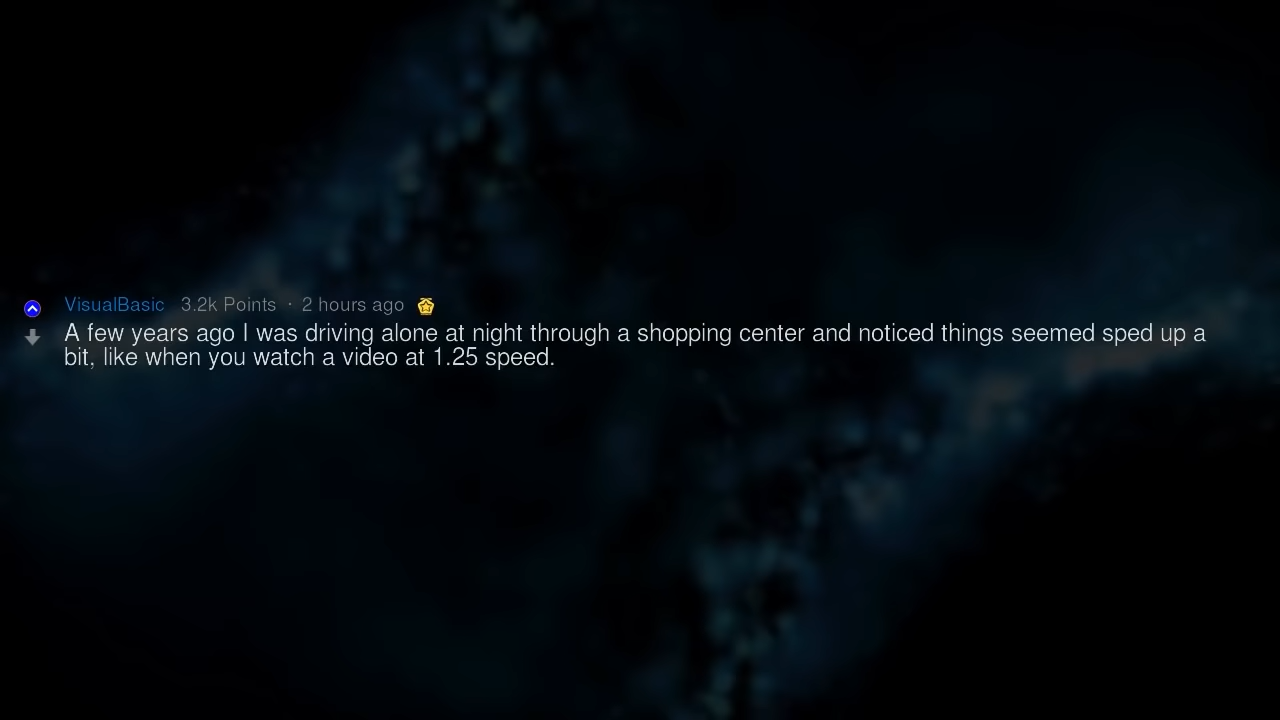 VisualBasic 3.2k Points · 2 hours ago
A few years ago I was driving alone at night through a shopping center and noticed things seemed sped up a
bit, like when you watch a video at 1.25 speed.